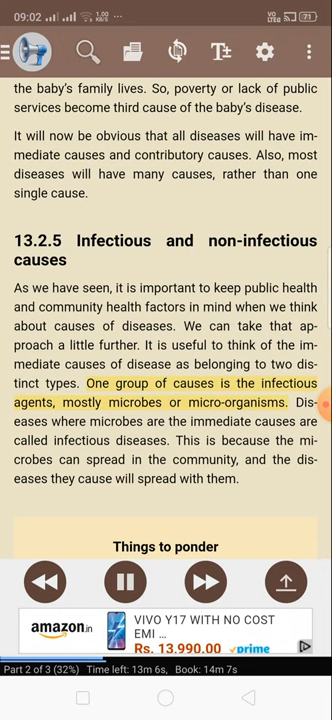 09:02
1.00
KB/S
VO
LTE
71
T±
the baby's family lives. So, poverty or lack of public
services become third cause of the baby's disease.
It will now be obvious that all diseases will have im-
mediate causes and contributory causes. Also, most
diseases will have many causes, rather than one
single cause.
13.2.5 Infectious and non-infectious
causes
As we have seen, it is important to keep public health
and community health factors in mind when we think
about causes of diseases. We can take that ap-
proach a little further. It is useful to think of the im-
mediate causes of disease as belonging to two dis-
tinct types. One group of causes is the infectious
agents, mostly microbes or micro-organisms. Dis-
eases where microbes are the immediate causes are
called infectious diseases. This is because the mi-
crobes can spread in the community, and the dis-
eases they cause will spread with them.
Things to ponder
amazon.in
VIVO Y17 WITH NO COST
EMI ...
Rs. 13,990.00 prime
Part 2 of 3 (32%) Time left: 13m 6s, Book: 14m 7s